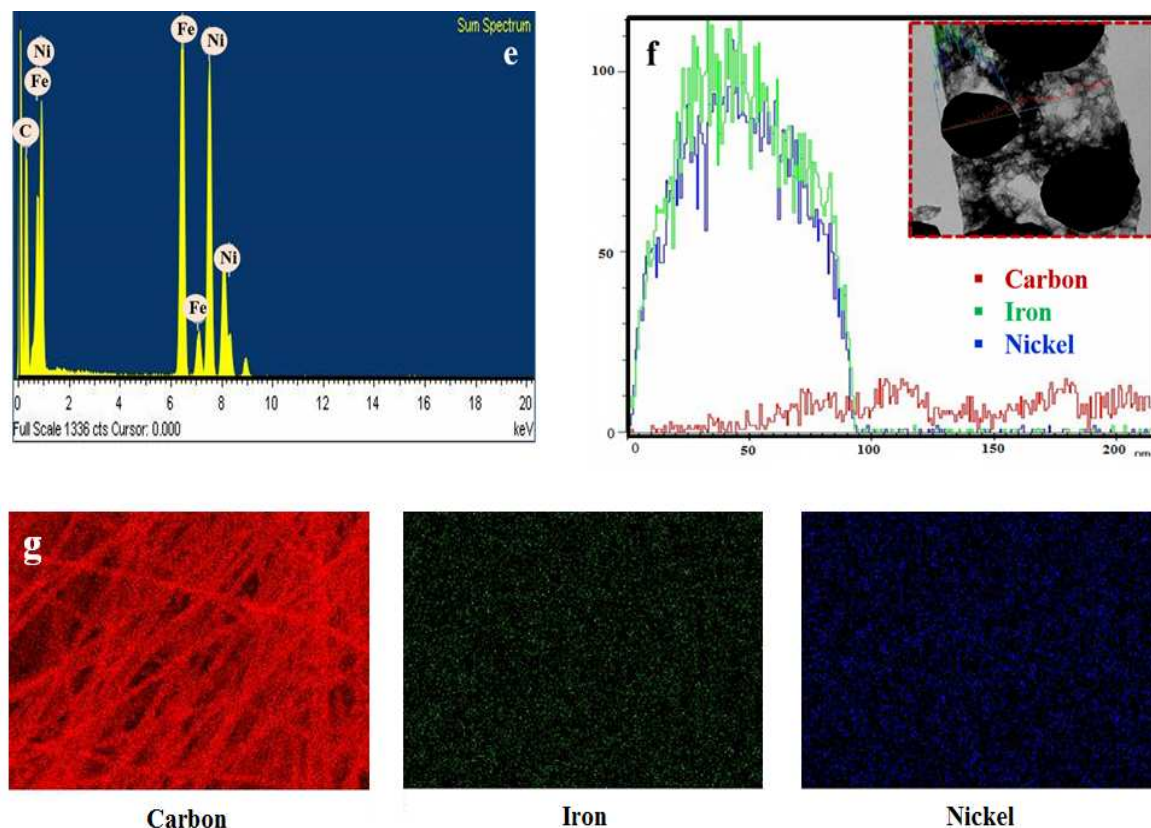 Sum Spectrum
e
Fe
Ni
Ni
Fe
C
Ni
Fe
0 2 4 6 8 10 12 14 16 18 20
Full Scale 1336 cts Cursor: 0.000
keV
f
100
50
0
Carbon
Iron
Nickel
0 50 100 150 200 nm
g
Carbon
Iron
Nickel